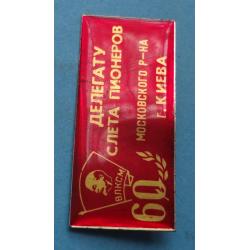 ДЕЛЕГАТУ
СЛЕТА ПИОНЕРОВ
МОСКОВСКОГО Р-НА
Г. КИЕВА
ВЛКСМ
60